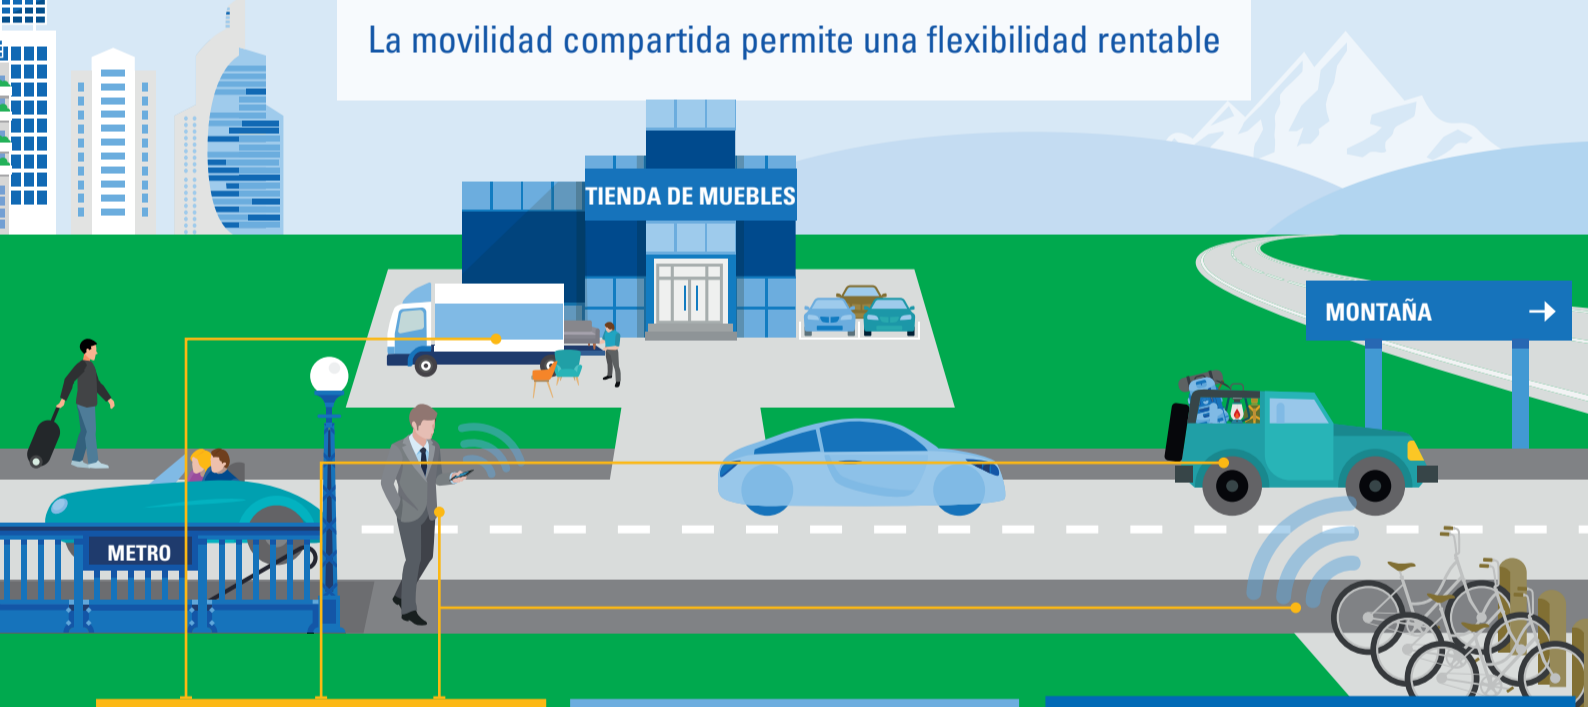 La movilidad compartida permite una flexibilidad rentable
TIENDA DE MUEBLES
MONTAÑA
METRO